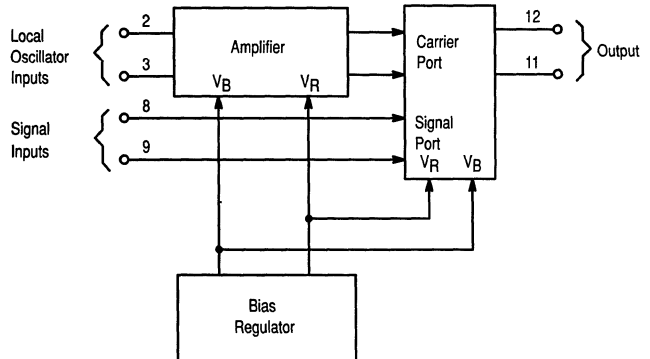 Local
Oscillator
Inputs
2
3
Amplifier
VB
VR
Carrier
Port
12
11
Output
Signal
Inputs
8
9
Signal
Port
VR
VB
Bias
Regulator